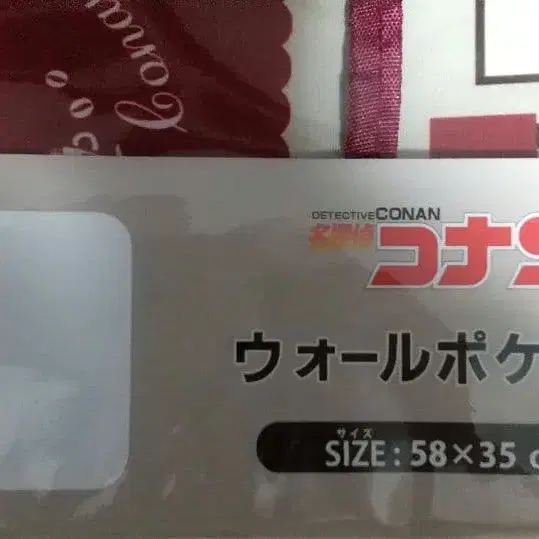 DETECTIVE CONAN
名探偵
コナン
ウォールポケ
サイズ
SIZE : 58×35 c